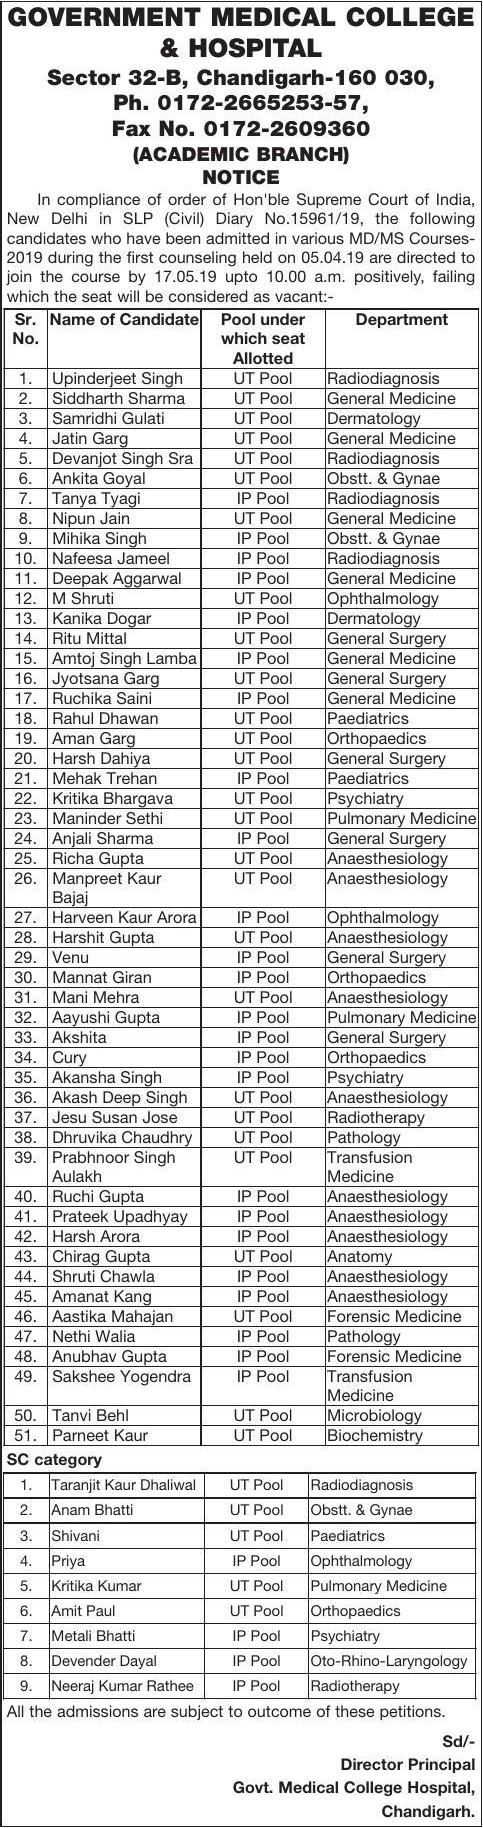 GOVERNMENT MEDICAL COLLEGE
& HOSPITAL
Sector 32-B, Chandigarh-160 030,
Ph. 0172-2665253-57,
Fax No. 0172-2609360
(ACADEMIC BRANCH)
NOTICE
In compliance of order of Hon'ble Supreme Court of India,
New Delhi in SLP (Civil) Diary No.15961/19, the following
candidates who have been admitted in various MD/MS Courses-
2019 during the first counseling held on 05.04.19 are directed to
join the course by 17.05.19 upto 10.00 a.m. positively, failing
which the seat will be considered as vacant:-
Sr. Name of Candidate Pool under Department
No. which seat
Allotted
1. Upinderjeet Singh UT Pool Radiodiagnosis
2. Siddharth Sharma UT Pool General Medicine
3. Samridhi Gulati UT Pool Dermatology
4. Jatin Garg UT Pool General Medicine
5. Devanjot Singh Sra UT Pool Radiodiagnosis
6. Ankita Goyal UT Pool Obstt. & Gynae
7. Tanya Tyagi IP Pool Radiodiagnosis
8. Nipun Jain UT Pool General Medicine
9. Mihika Singh IP Pool Obstt. & Gynae
10. Nafeesa Jameel IP Pool Radiodiagnosis
11. Deepak Aggarwal IP Pool General Medicine
12. M Shruti UT Pool Ophthalmology
13. Kanika Dogar IP Pool Dermatology
14. Ritu Mittal UT Pool General Surgery
15. Amtoj Singh Lamba IP Pool General Medicine
16. Jyotsana Garg UT Pool General Surgery
17. Ruchika Saini IP Pool General Medicine
18. Rahul Dhawan UT Pool Paediatrics
19. Aman Garg UT Pool Orthopaedics
20. Harsh Dahiya UT Pool General Surgery
21. Mehak Trehan IP Pool Paediatrics
22. Kritika Bhargava UT Pool Psychiatry
23. Maninder Sethi UT Pool Pulmonary Medicine
24. Anjali Sharma IP Pool General Surgery
25. Richa Gupta UT Pool Anaesthesiology
26. Manpreet Kaur UT Pool Anaesthesiology
Bajaj
27. Harveen Kaur Arora IP Pool Ophthalmology
28. Harshit Gupta UT Pool Anaesthesiology
29. Venu IP Pool General Surgery
30. Mannat Giran IP Pool Orthopaedics
31. Mani Mehra UT Pool Anaesthesiology
32. Aayushi Gupta IP Pool Pulmonary Medicine
33. Akshita IP Pool General Surgery
34. Cury IP Pool Orthopaedics
35. Akansha Singh IP Pool Psychiatry
36. Akash Deep Singh UT Pool Anaesthesiology
37. Jesu Susan Jose UT Pool Radiotherapy
38. Dhruvika Chaudhry UT Pool Pathology
39. Prabhnoor Singh UT Pool Transfusion
Aulakh Medicine
40. Ruchi Gupta IP Pool Anaesthesiology
41. Prateek Upadhyay IP Pool Anaesthesiology
42. Harsh Arora IP Pool Anaesthesiology
43. Chirag Gupta UT Pool Anatomy
44. Shruti Chawla IP Pool Anaesthesiology
45. Amanat Kang IP Pool Anaesthesiology
46. Aastika Mahajan UT Pool Forensic Medicine
47. Nethi Walia IP Pool Pathology
48. Anubhav Gupta IP Pool Forensic Medicine
49. Sakshee Yogendra IP Pool Transfusion
Medicine
50. Tanvi Behl UT Pool Microbiology
51. Parneet Kaur UT Pool Biochemistry
SC category
1. Taranjit Kaur Dhaliwal UT Pool Radiodiagnosis
2. Anam Bhatti UT Pool Obstt. & Gynae
3. Shivani UT Pool Paediatrics
4. Priya IP Pool Ophthalmology
5. Kritika Kumar UT Pool Pulmonary Medicine
6. Amit Paul UT Pool Orthopaedics
7. Metali Bhatti IP Pool Psychiatry
8. Devender Dayal IP Pool Oto-Rhino-Laryngology
9. Neeraj Kumar Rathee IP Pool Radiotherapy
All the admissions are subject to outcome of these petitions.
Sd/-
Director Principal
Govt. Medical College Hospital,
Chandigarh.